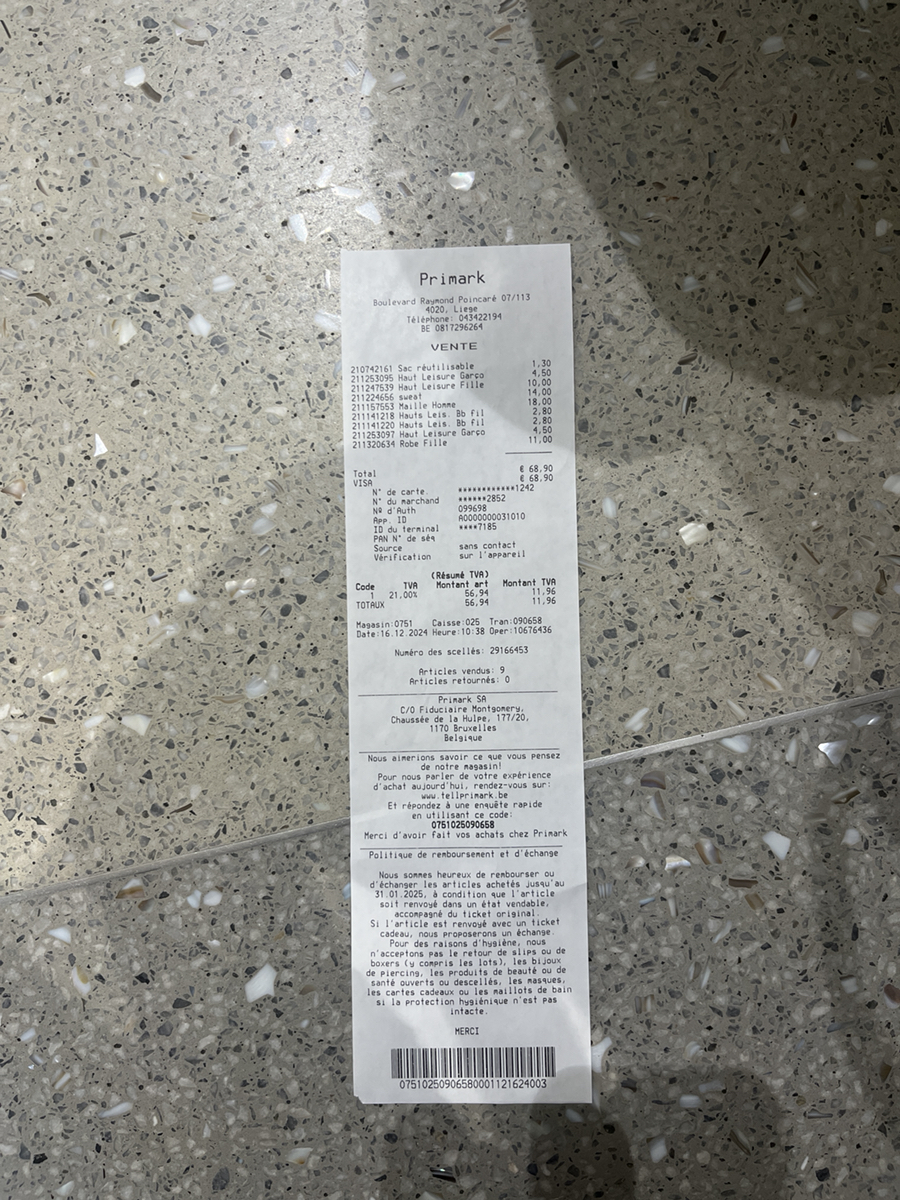 Primark
Boulevard Raymond Poincaré 07/113
4020, Liege
Téléphone: 043422194
BE 0817296264
VENTE
210742161 Sac réutilisable 1,30
211253095 Haut Leisure Garço 4,50
211247539 Haut Leisure Fille 10,00
211224656 sweat 14,00
211157553 Maille Homme 18,00
211141218 Hauts Leis. Bb fil 2,80
211141220 Hauts Leis. Bb fil 2,80
211253097 Haut Leisure Garço 4,50
211320634 Robe Fille 11,00
Total € 68,90
VISA € 68,90
N° de carte. ************1242
N° du marchand ******2852
Nº d'Auth 099698
App. ID A0000000031010
ID du terminal ****7185
PAN N° de séq
Source sans contact
Vérification sur l'appareil
(Résumé TVA)
Code TVA Montant art Montant TVA
1 21.00% 56,94 11,96
TOTAUX 56,94 11,96
Magasin:0751 Caisse:025 Tran:090658
Date:16.12.2024 Heure:10:38 Oper:10676436
Numéro des scellés: 29166453
Articles vendus: 9
Articles retournés: 0
Primark SA
C/O Fiduciaire Montgomery,
Chaussée de la Hulpe, 177/20,
1170 Bruxelles
Belgique
Nous aimerions savoir ce que vous pensez
de notre magasin!
Pour nous parler de votre expérience
d'achat aujourd'hui, rendez-vous sur:
www.tellprimark.be
Et répondez à une enquête rapide
en utilisant ce code:
0751025090658
Merci d'avoir fait vos achats chez Primark
Politique de remboursement et d'échange
Nous sommes heureux de rembourser ou
d'échanger les articles achetés jusqu'au
31.01.2025, à condition que l'article
soit renvoyé dans un état vendable,
accompagné du ticket original.
Si l'article est renvoyé avec un ticket
cadeau, nous proposerons un échange.
Pour des raisons d'hygiène, nous
n'acceptons pas le retour de slips ou de
boxers (y compris les lots), les bijoux
de piercing, les produits de beauté ou de
santé ouverts ou descellés, les masques,
les cartes cadeaux ou les maillots de bain
si la protection hygiénique n'est pas
intacte.
MERCI
07510250906580001121624003